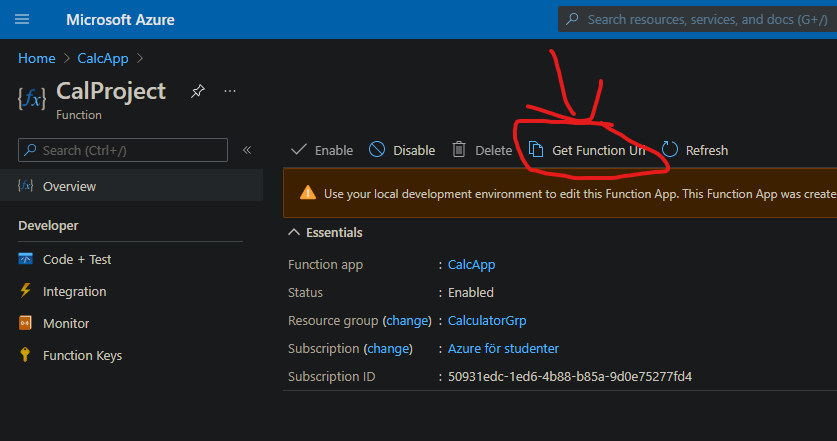 Microsoft Azure
Search resources, services, and docs (G+/)
Home > CalcApp >
{fx} CalProject
Function
Search (Ctrl+/)
Enable Disable Delete Get Function Url Refresh
{fx} Overview
Use your local development environment to edit this Function App. This Function App was create
Developer
Essentials
Code + Test
Function app : CalcApp
Integration
Status : Enabled
Monitor
Resource group (change) : CalculatorGrp
Function Keys
Subscription (change) : Azure för studenter
Subscription ID : 50931edc-1ed6-4b88-b85a-9d0e75277fd4